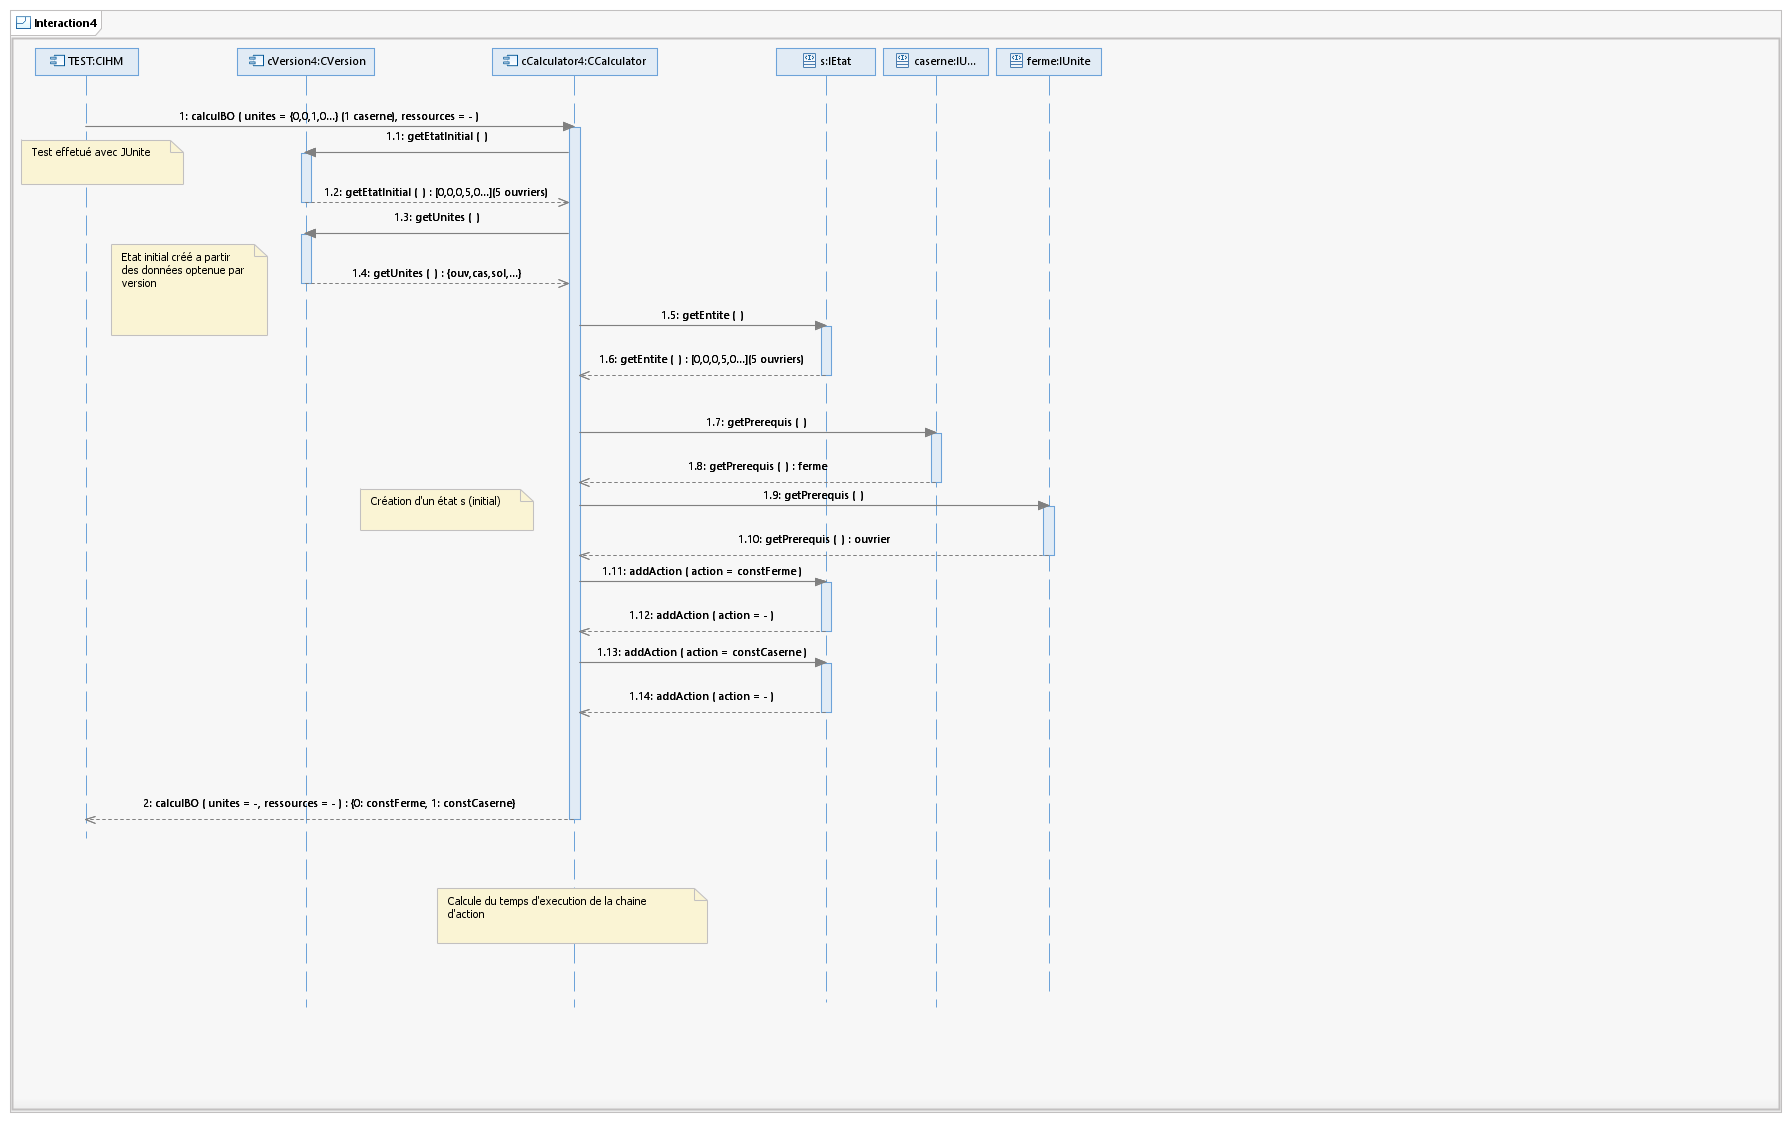 Interaction4
TEST:CIHM
cVersion4:CVersion
cCalculator4:CCalculator
s:IEtat
caserne:IU...
ferme:IUnite
1: calculBO ( unites = {0,0,1,0...} (1 caserne), ressources = - )
1.1: getEtatInitial ( )
Test effetué avec JUnite
1.2: getEtatInitial ( ) : [0,0,0,5,0...](5 ouvriers)
1.3: getUnites ( )
Etat initial créé a partir
des données optenue par
version
1.4: getUnites ( ) : {ouv,cas,sol,...}
1.5: getEntite ( )
1.6: getEntite ( ) : [0,0,0,5,0...](5 ouvriers)
1.7: getPrerequis ( )
1.8: getPrerequis ( ) : ferme
Création d'un état s (initial)
1.9: getPrerequis ( )
1.10: getPrerequis ( ) : ouvrier
1.11: addAction ( action = constFerme )
1.12: addAction ( action = - )
1.13: addAction ( action = constCaserne )
1.14: addAction ( action = - )
2: calculBO ( unites = -, ressources = - ) : {0: constFerme, 1: constCaserne}
Calcule du temps d'execution de la chaine
d'action